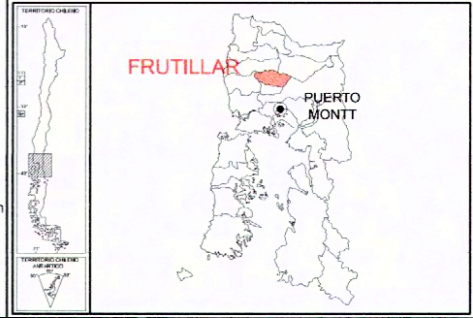 TERRITORIO CHILENO
TERRITORIO CHILENO
ANTARTICO
FRUTILLAR
PUERTO
MONTT